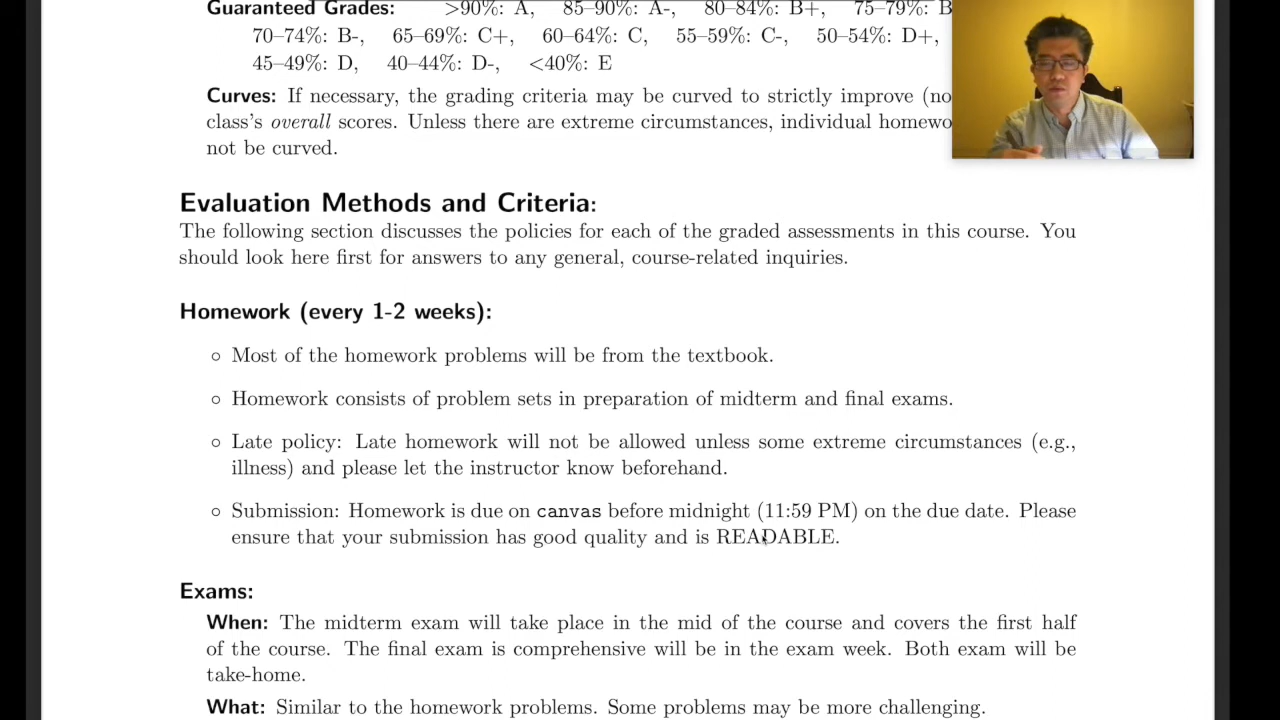 Guaranteed Grades: >90%: A, 85–90%: A-, 80–84%: B+, 75–79%: B
70–74%: B-, 65–69%: C+, 60–64%: C, 55–59%: C-, 50–54%: D+,
45–49%: D, 40–44%: D-, <40%: E
Curves: If necessary, the grading criteria may be curved to strictly improve (no
class's overall scores. Unless there are extreme circumstances, individual homewo
not be curved.
Evaluation Methods and Criteria:
The following section discusses the policies for each of the graded assessments in this course. You
should look here first for answers to any general, course-related inquiries.
Homework (every 1-2 weeks):
○ Most of the homework problems will be from the textbook.
○ Homework consists of problem sets in preparation of midterm and final exams.
○ Late policy: Late homework will not be allowed unless some extreme circumstances (e.g.,
illness) and please let the instructor know beforehand.
○ Submission: Homework is due on canvas before midnight (11:59 PM) on the due date. Please
ensure that your submission has good quality and is READABLE.
Exams:
When: The midterm exam will take place in the mid of the course and covers the first half
of the course. The final exam is comprehensive will be in the exam week. Both exam will be
take-home.
What: Similar to the homework problems. Some problems may be more challenging.